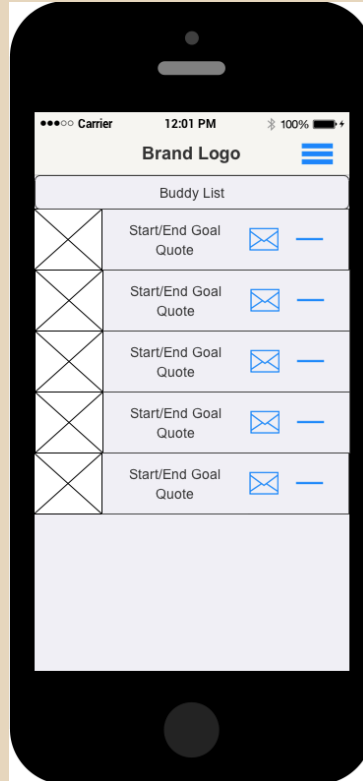 Carrier 12:01 PM 100%
Brand Logo
Buddy List
Start/End Goal
Quote
Start/End Goal
Quote
Start/End Goal
Quote
Start/End Goal
Quote
Start/End Goal
Quote